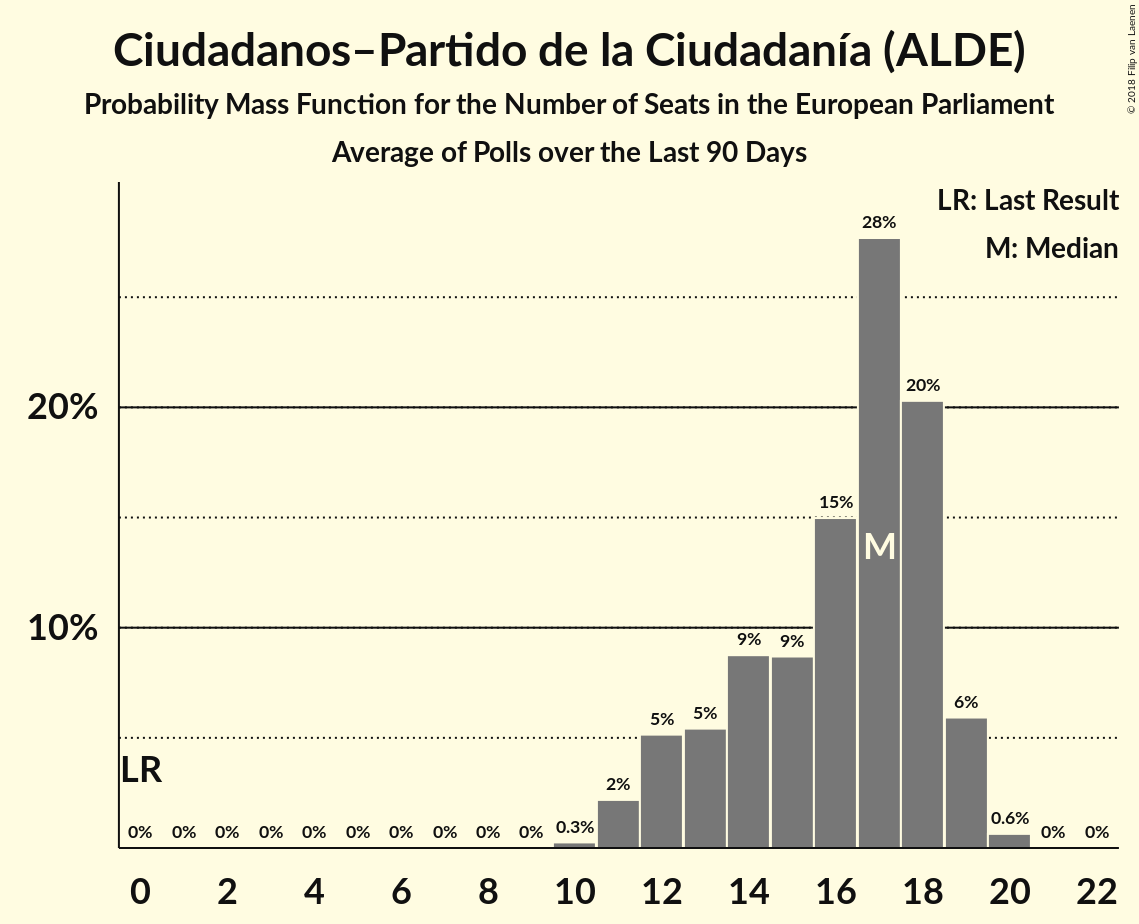 Ciudadanos–Partido de la Ciudadanía (ALDE)
Probability Mass Function for the Number of Seats in the European Parliament
Average of Polls over the Last 90 Days
© 2018 Filip van Laenen
LR: Last Result
M: Median
28%
20%
20%
15%
M
10%
9% 9%
6%
5% 5%
LR
2%
0% 0% 0% 0% 0% 0% 0% 0% 0% 0% 0.3% 0.6% 0% 0%
0 2 4 6 8 10 12 14 16 18 20 22